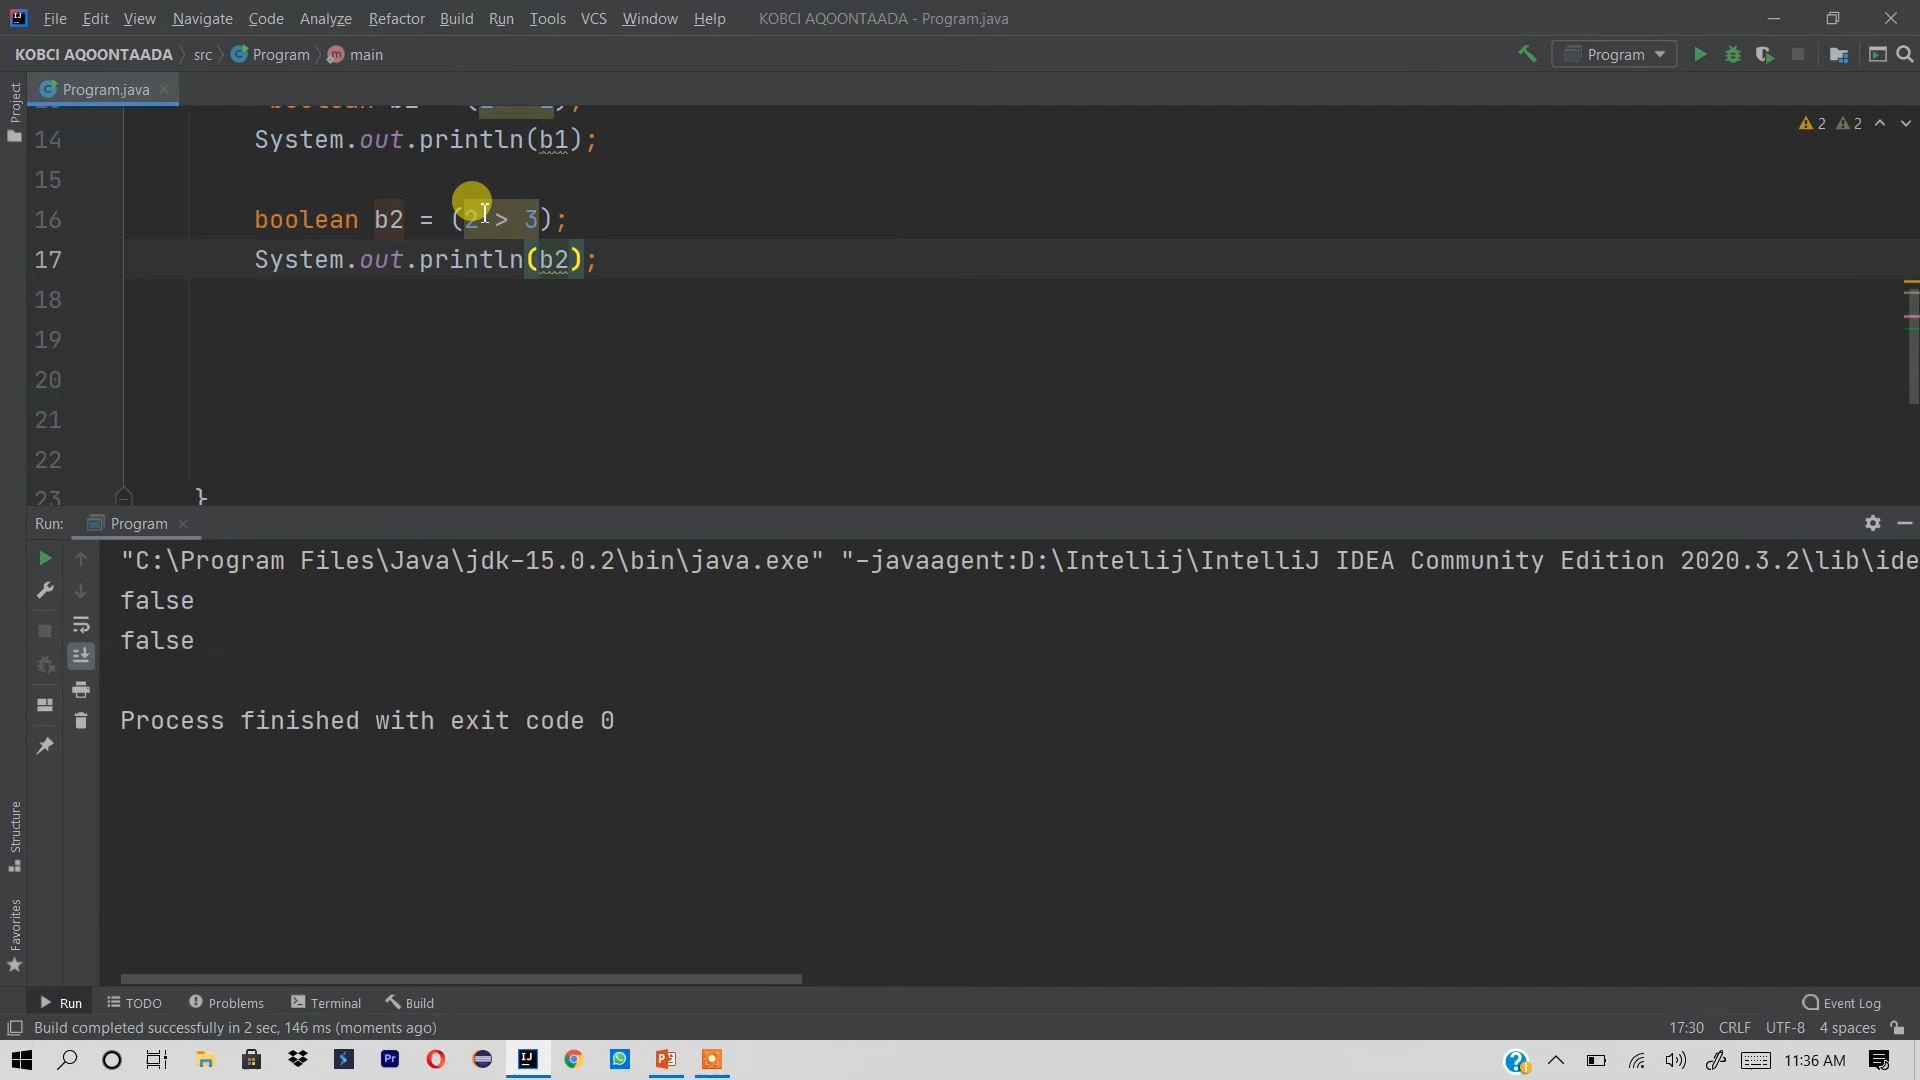 File Edit View Navigate Code Analyze Refactor Build Run Tools VCS Window Help KOBCI AQOONTAADA - Program.java
KOBCI AQOONTAADA src Program main Program
Project
Program.java
14 System.out.println(b1);
2 2
15
16 boolean b2 = (2 > 3);
17 System.out.println(b2);
18
19
20
21
22
23 }
Run: Program
"C:\Program Files\Java\jdk-15.0.2\bin\java.exe" "-javaagent:D:\Intellij\IntelliJ IDEA Community Edition 2020.3.2\lib\ide
false
false
Process finished with exit code 0
Structure
Favorites
Run TODO Problems Terminal Build Event Log
Build completed successfully in 2 sec, 146 ms (moments ago) 17:30 CRLF UTF-8 4 spaces
11:36 AM